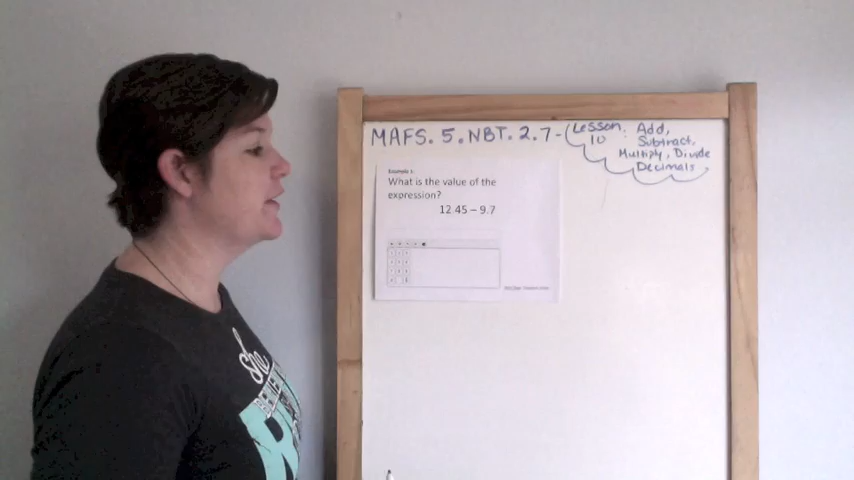 MAFS. 5. NBT. 2. 7 - Lesson 10: Add,
Subtract,
Multiply, Divide
Decimals
Example 1:
What is the value of the
expression?
12.45 – 9.7
she